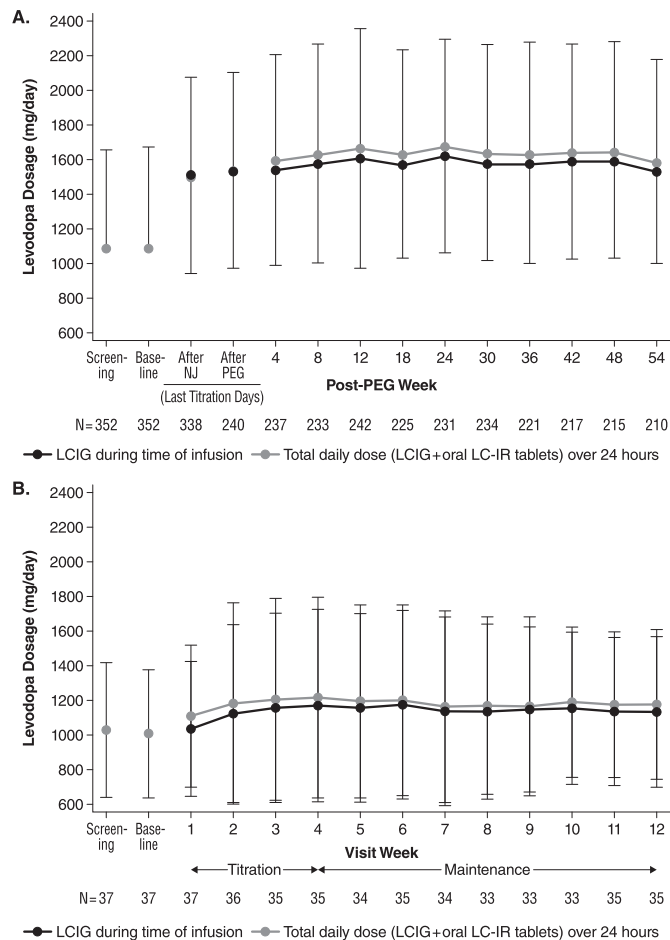 A.
Levodopa Dosage (mg/day)
2400
2200
2000
1800
1600
1400
1200
1000
800
600
Screen-
ing
Base-
line
After
NJ
After
PEG
(Last Titration Days)
4 8 12 18 24 30 36 42 48 54
Post-PEG Week
N=352 352 338 240 237 233 242 225 231 234 221 217 215 210
LCIG during time of infusion Total daily dose (LCIG+oral LC-IR tablets) over 24 hours
B.
Levodopa Dosage (mg/day)
2400
2200
2000
1800
1600
1400
1200
1000
800
600
Screen-
ing
Base-
line
1 2 3 4 5 6 7 8 9 10 11 12
Visit Week
Titration Maintenance
N=37 37 37 36 35 35 34 35 34 33 33 33 35 35
LCIG during time of infusion Total daily dose (LCIG+oral LC-IR tablets) over 24 hours